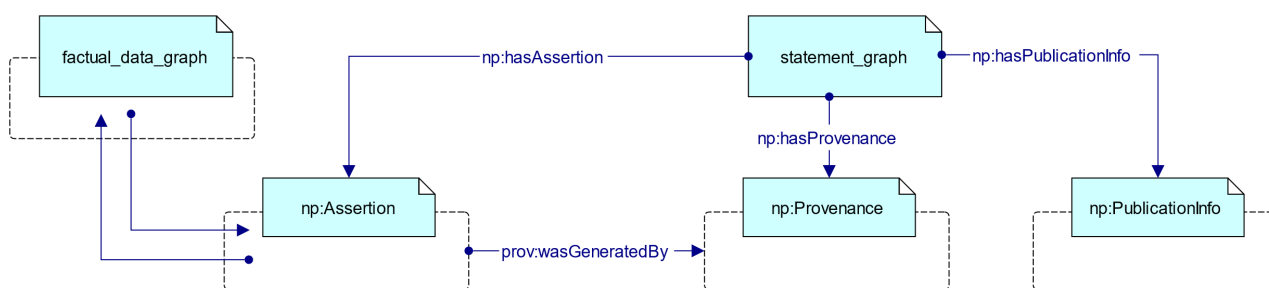 factual_data_graph
np:hasAssertion
statement_graph
np:hasPublicationInfo
np:hasProvenance
np:Assertion
np:Provenance
np:PublicationInfo
prov:wasGeneratedBy